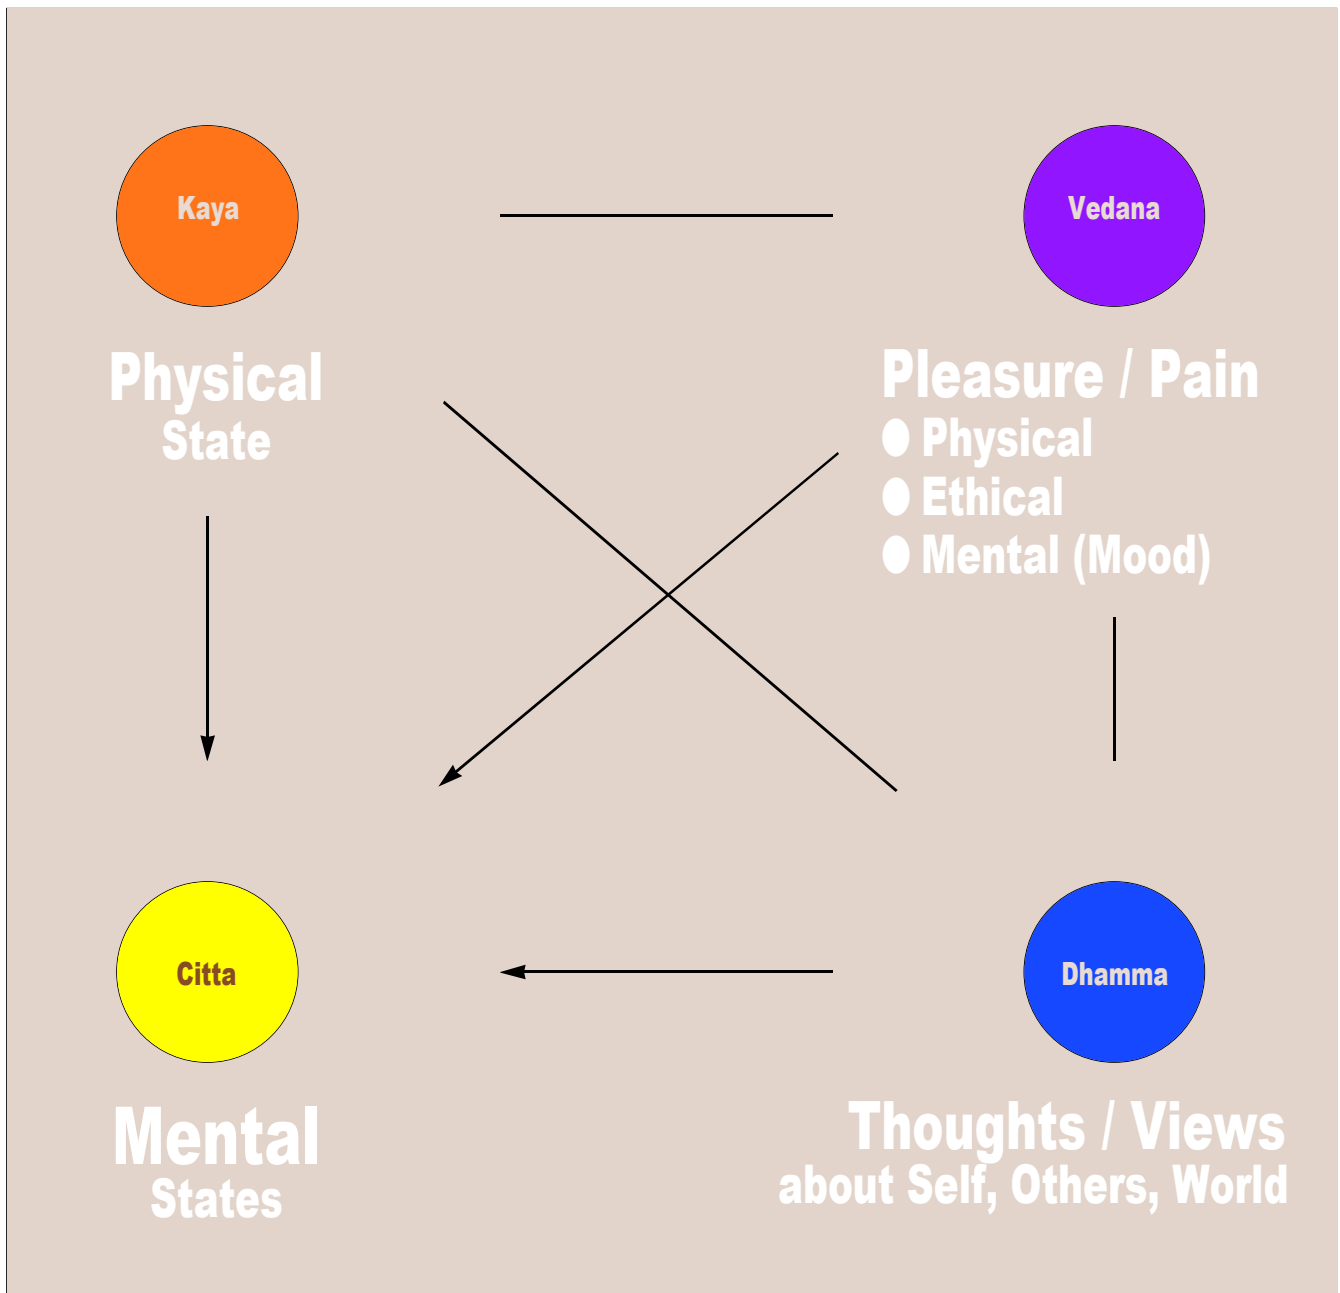 Kaya
Physical
State
Vedana
Pleasure / Pain
● Physical
● Ethical
● Mental (Mood)
Citta
Mental
States
Dhamma
Thoughts / Views
about Self, Others, World